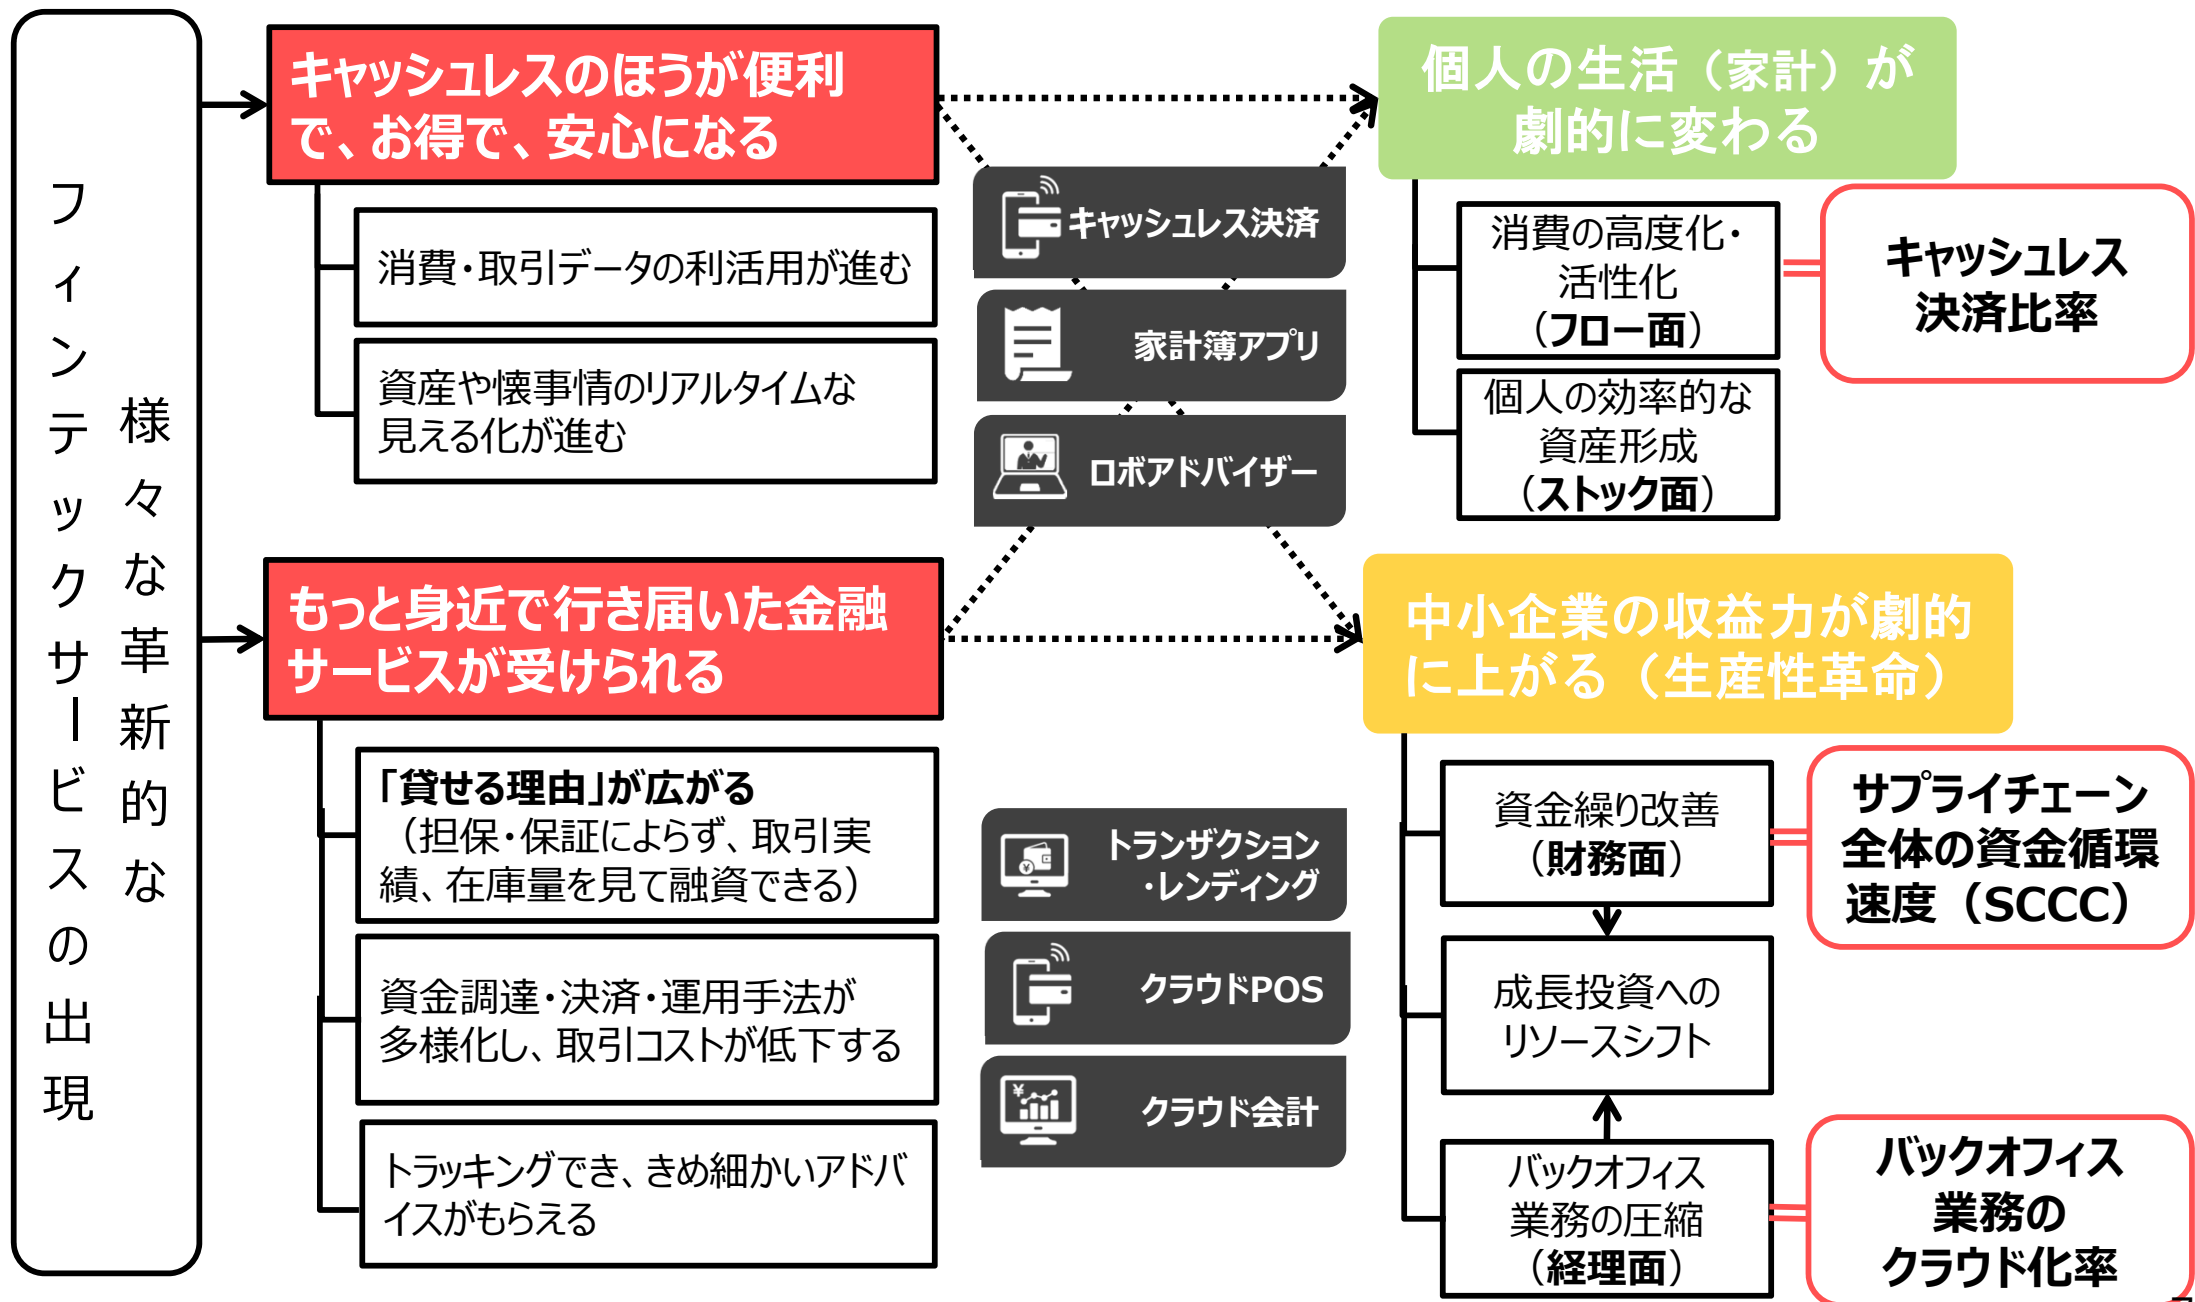 様々な革新的な
フィンテックサービスの出現
キャッシュレスのほうが便利
で、お得で、安心になる
消費・取引データの利活用が進む
資産や懐事情のリアルタイムな
見える化が進む
もっと身近で行き届いた金融
サービスが受けられる
「貸せる理由」が広がる
（担保・保証によらず、取引実
績、在庫量を見て融資できる）
資金調達・決済・運用手法が
多様化し、取引コストが低下する
トラッキングでき、きめ細かいアドバ
イスがもらえる
キャッシュレス決済
家計簿アプリ
ロボアドバイザー
トランザクション
・レンディング
クラウドPOS
クラウド会計
個人の生活（家計）が
劇的に変わる
消費の高度化・
活性化
（フロー面）
個人の効率的な
資産形成
（ストック面）
キャッシュレス
決済比率
中小企業の収益力が劇的
に上がる（生産性革命）
資金繰り改善
（財務面）
成長投資への
リソースシフト
バックオフィス
業務の圧縮
（経理面）
サプライチェーン
全体の資金循環
速度（SCCC）
バックオフィス
業務の
クラウド化率